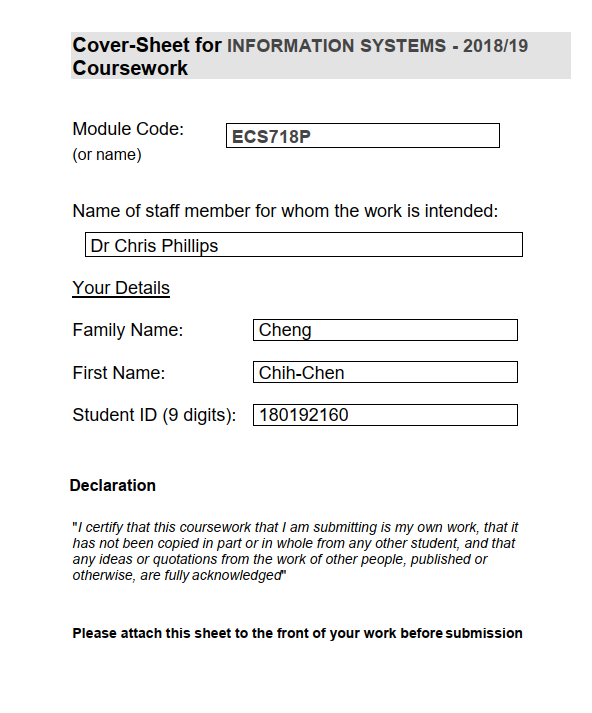 Cover-Sheet for INFORMATION SYSTEMS - 2018/19
Coursework
Module Code:
ECS718P
(or name)
Name of staff member for whom the work is intended:
Dr Chris Phillips
Your Details
Family Name:
Cheng
First Name:
Chih-Chen
Student ID (9 digits):
180192160
Declaration
"I certify that this coursework that I am submitting is my own work, that it
has not been copied in part or in whole from any other student, and that
any ideas or quotations from the work of other people, published or
otherwise, are fully acknowledged"
Please attach this sheet to the front of your work before submission